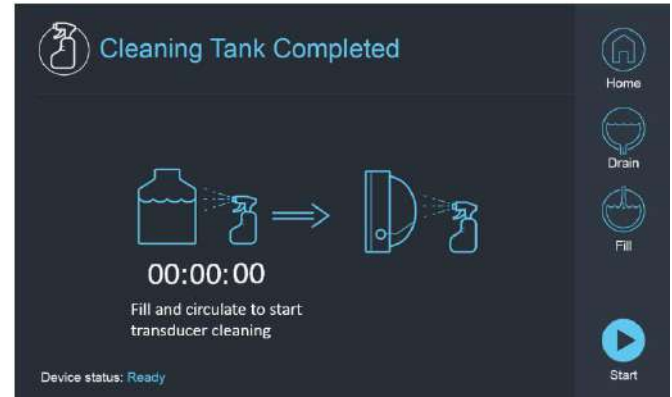 Cleaning Tank Completed
Home
Drain
Fill
00:00:00
Fill and circulate to start
transducer cleaning
Device status: Ready
Start